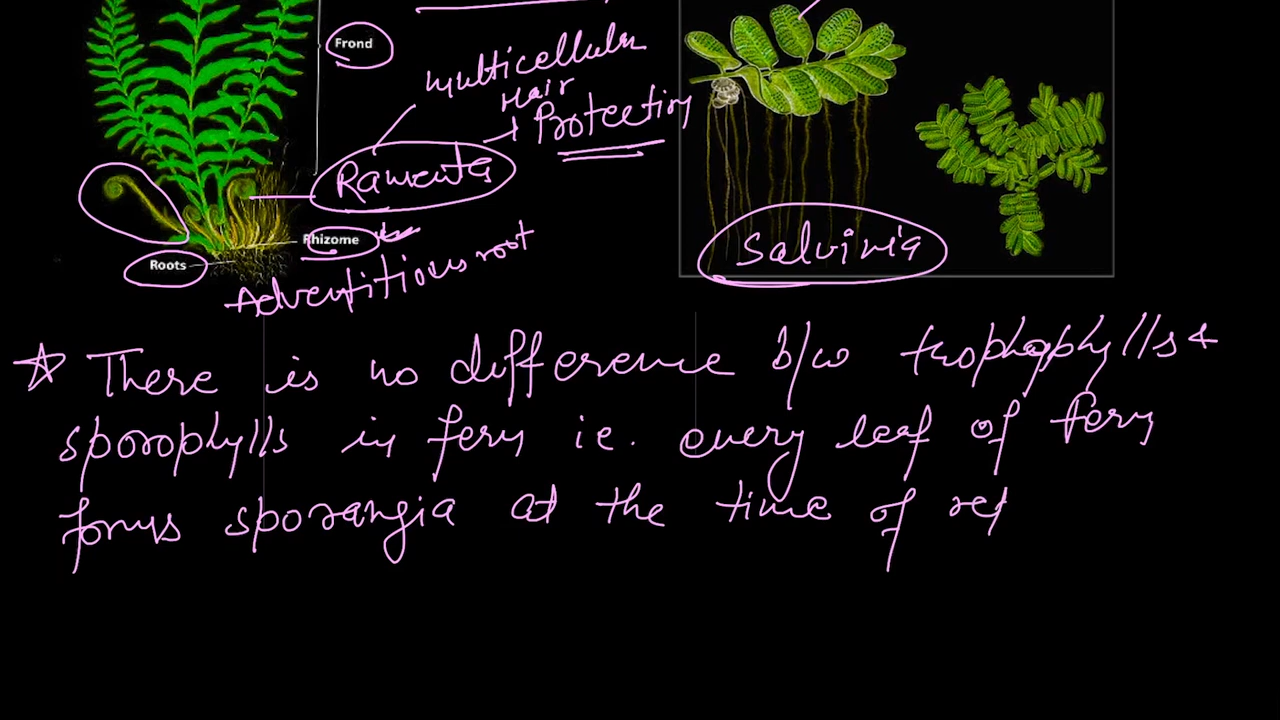 Frond
multicellular
Hair
→ Protection
Ramenta
Rhizome
Roots
Adventitious root
Salvinia
☆ There is no difference b/w trophophylls &
sporophylls in fern ie. every leaf of fern
forms sporangia at the time of rep